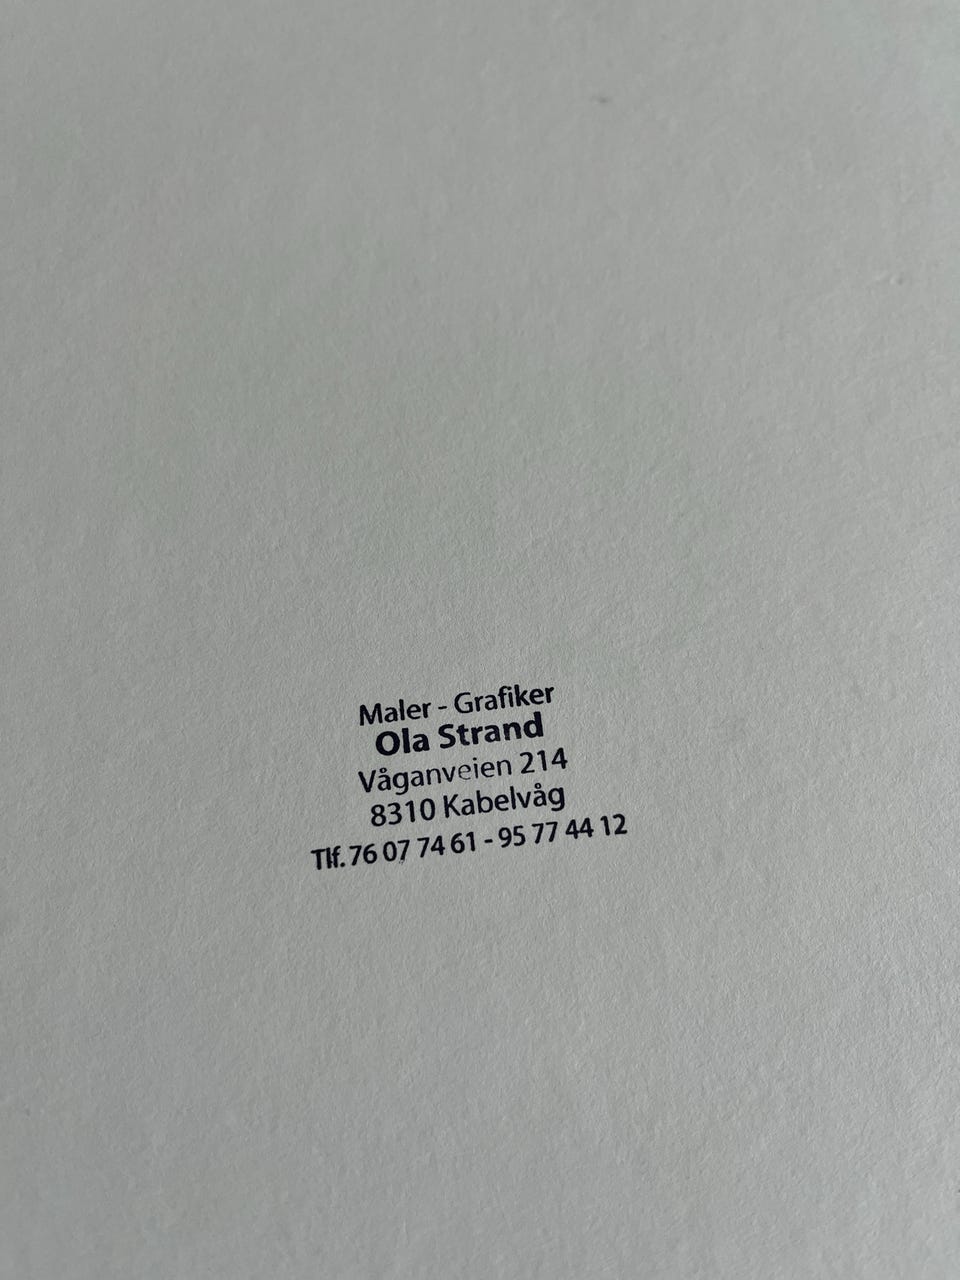 Maler - Grafiker
Ola Strand
Våganveien 214
8310 Kabelvåg
Tlf. 76 07 74 61 - 95 77 44 12